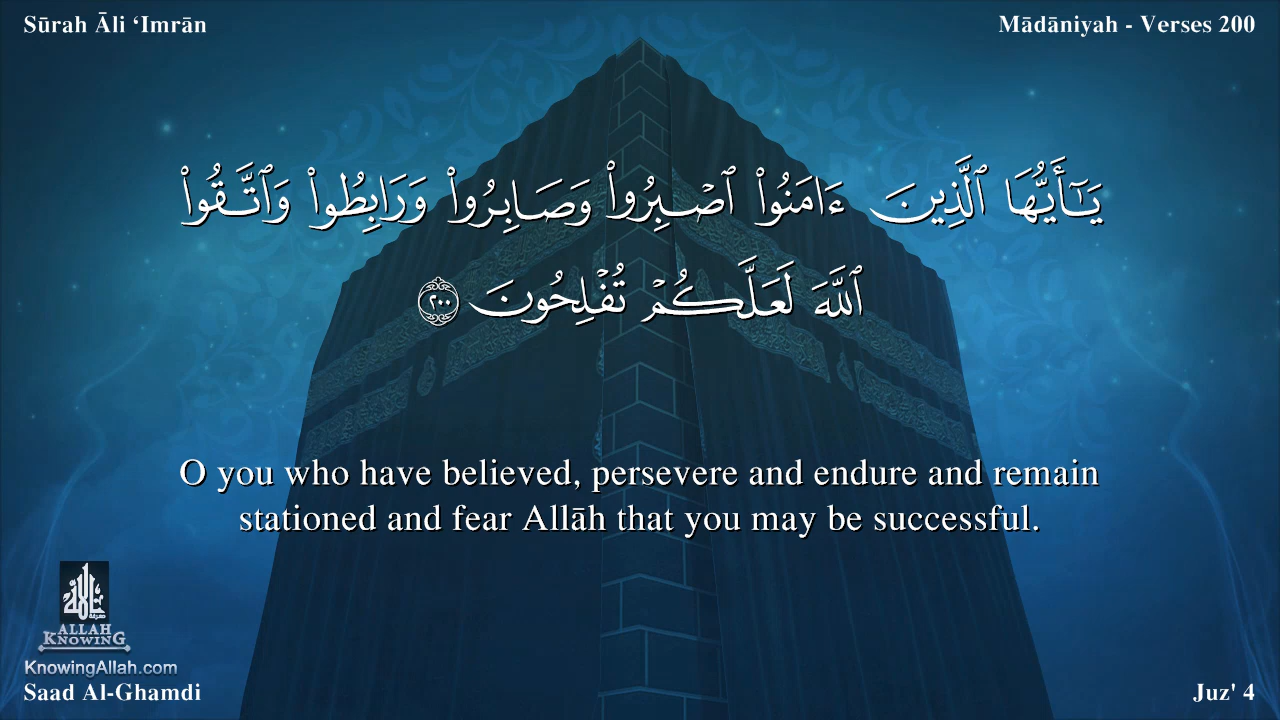 Sūrah Āli ‘Imrān
Mādāniyah - Verses 200
يَـٰٓأَيُّهَا ٱلَّذِينَ ءَامَنُوا۟ ٱصْبِرُوا۟ وَصَابِرُوا۟ وَرَابِطُوا۟ وَٱتَّقُوا۟
ٱللَّهَ لَعَلَّكُمْ تُفْلِحُونَ ٢٠٠
O you who have believed, persevere and endure and remain
stationed and fear Allāh that you may be successful.
ALLAH
KNOWING
KnowingAllah.com
Saad Al-Ghamdi
Juz' 4